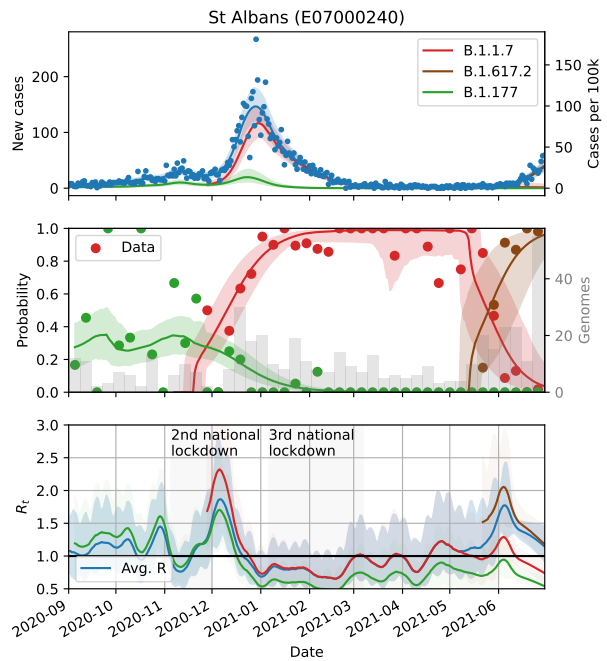 St Albans (E07000240)
New cases
200
100
0
B.1.1.7
B.1.617.2
B.1.177
150
100
50
0
Cases per 100k
Probability
1.0
0.8
0.6
0.4
0.2
0.0
Data
40
20
0
Genomes
Rt
3.0
2.5
2.0
1.5
1.0
0.5
2nd national
lockdown
3rd national
lockdown
Avg. R
2020-09
2020-10
2020-11
2020-12
2021-01
2021-02
2021-03
2021-04
2021-05
2021-06
Date